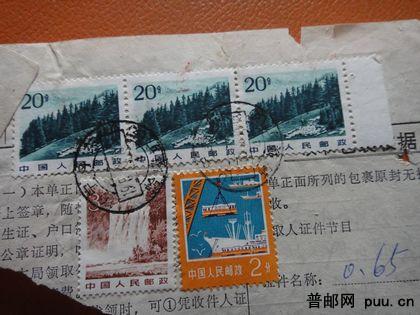 20分 20分 20分
中国人民邮政 中国人民邮政 中国人民邮政
据
一）本单正
单正面所列的包裹原封无
上签章，随
生证、户口
取人证件节目
公章证明，
本局领取
中国人民邮政
中国人民邮政 2分
证件名称：
0.65
领时，可①凭收件人证
普邮网 puu.cn